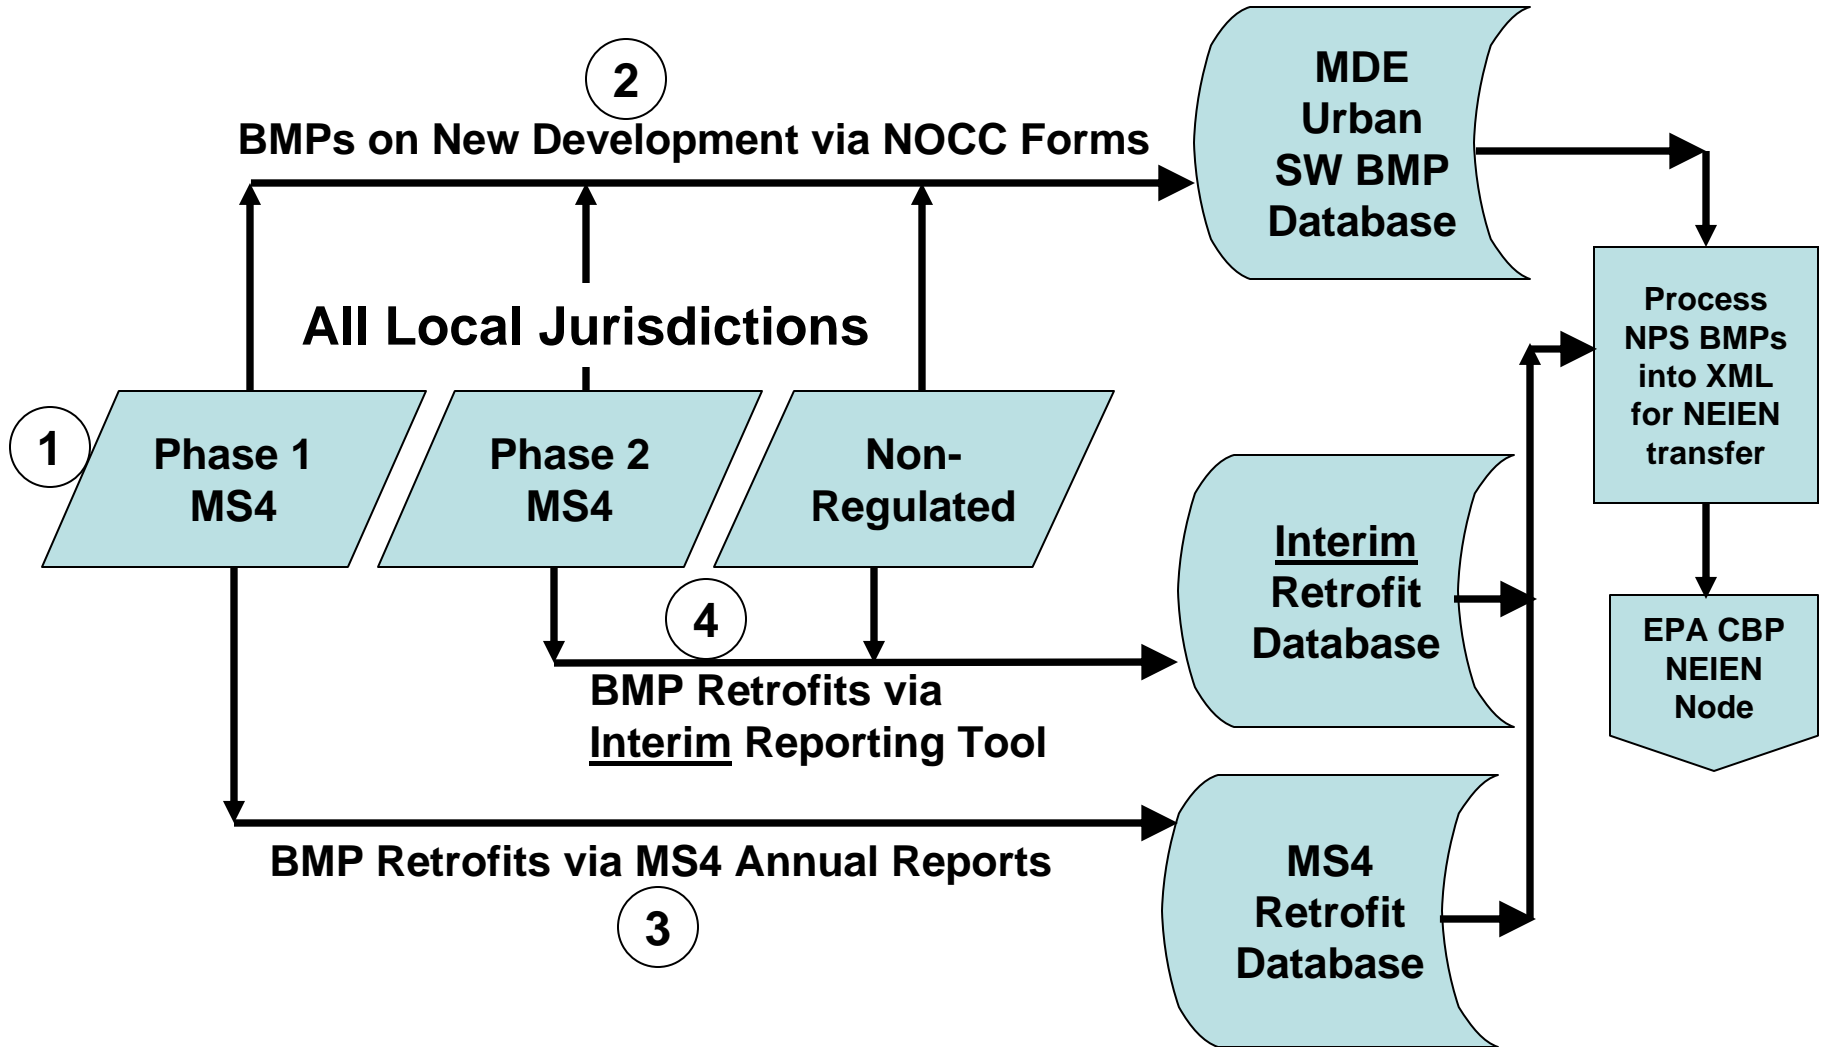 2
BMPs on New Development via NOCC Forms
MDE
Urban
SW BMP
Database
All Local Jurisdictions
1
Phase 1
MS4
Phase 2
MS4
Non-
Regulated
Process
NPS BMPs
into XML
for NEIEN
transfer
4
BMP Retrofits via
Interim Reporting Tool
Interim
Retrofit
Database
EPA CBP
NEIEN
Node
BMP Retrofits via MS4 Annual Reports
3
MS4
Retrofit
Database